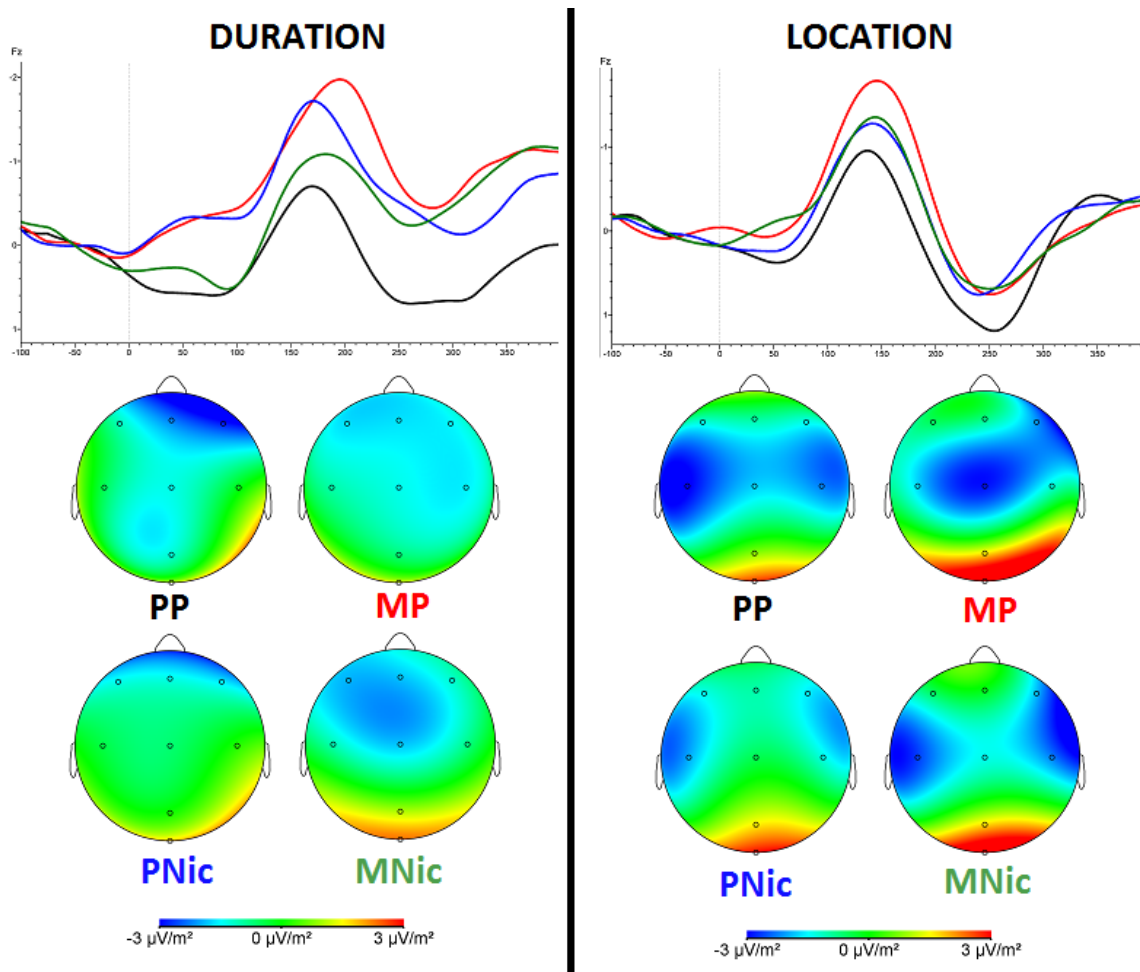 DURATION
Fz
-2
-1
0
1
-100 -50 0 50 100 150 200 250 300 350
PP MP
PNic MNic
-3 µV/m² 0 µV/m² 3 µV/m²
LOCATION
Fz
-1
0
1
-100 -50 0 50 100 150 200 250 300 350
PP MP
PNic MNic
-3 µV/m² 0 µV/m² 3 µV/m²